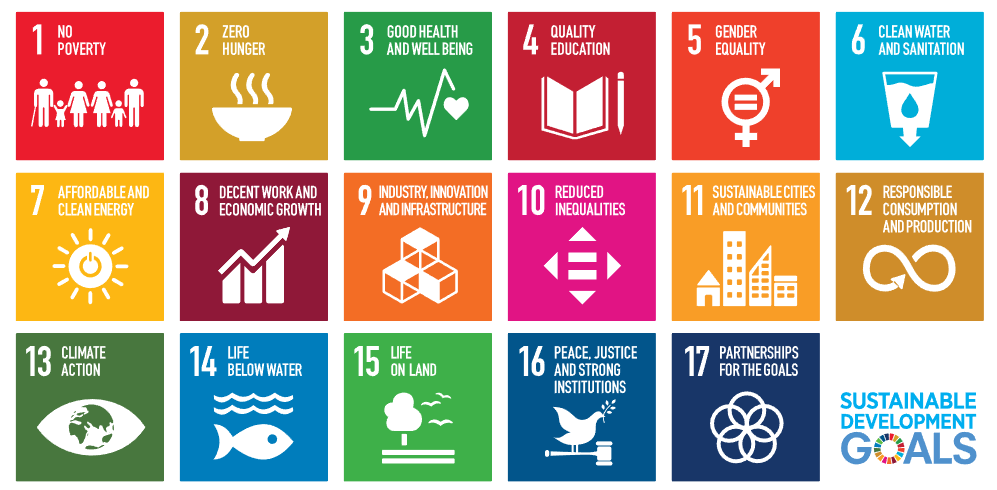 1 NO
POVERTY
2 ZERO
HUNGER
3 GOOD HEALTH
AND WELL BEING
4 QUALITY
EDUCATION
5 GENDER
EQUALITY
6 CLEAN WATER
AND SANITATION
7 AFFORDABLE AND
CLEAN ENERGY
8 DECENT WORK AND
ECONOMIC GROWTH
9 INDUSTRY, INNOVATION
AND INFRASTRUCTURE
10 REDUCED
INEQUALITIES
11 SUSTAINABLE CITIES
AND COMMUNITIES
12 RESPONSIBLE
CONSUMPTION
AND PRODUCTION
13 CLIMATE
ACTION
14 LIFE
BELOW WATER
15 LIFE
ON LAND
16 PEACE, JUSTICE
AND STRONG
INSTITUTIONS
17 PARTNERSHIPS
FOR THE GOALS
SUSTAINABLE
DEVELOPMENT
GOALS